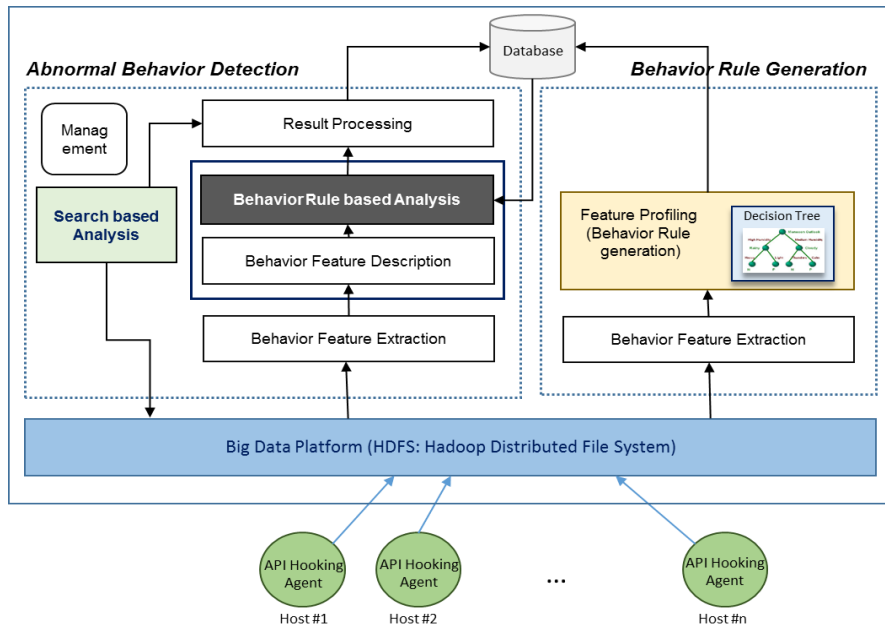 Database
Abnormal Behavior Detection
Behavior Rule Generation
Manag
ement
Result Processing
Search based
Analysis
Behavior Rule based Analysis
Behavior Feature Description
Behavior Feature Extraction
Feature Profiling
(Behavior Rule
generation)
Decision Tree
Behavior Feature Extraction
Big Data Platform (HDFS: Hadoop Distributed File System)
API Hooking
Agent
Host #1
API Hooking
Agent
Host #2
...
API Hooking
Agent
Host #n